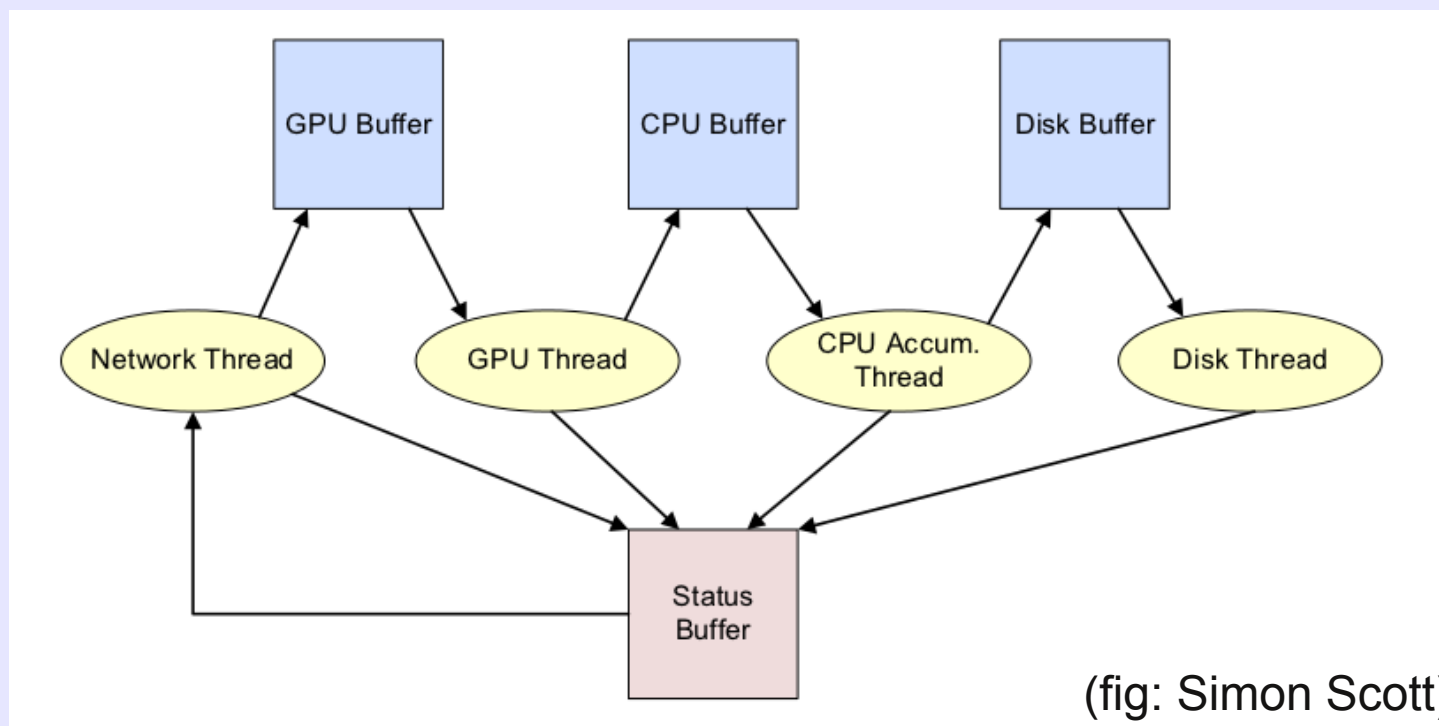 GPU Buffer
CPU Buffer
Disk Buffer
Network Thread
GPU Thread
CPU Accum.
Thread
Disk Thread
Status
Buffer
(fig: Simon Scott)